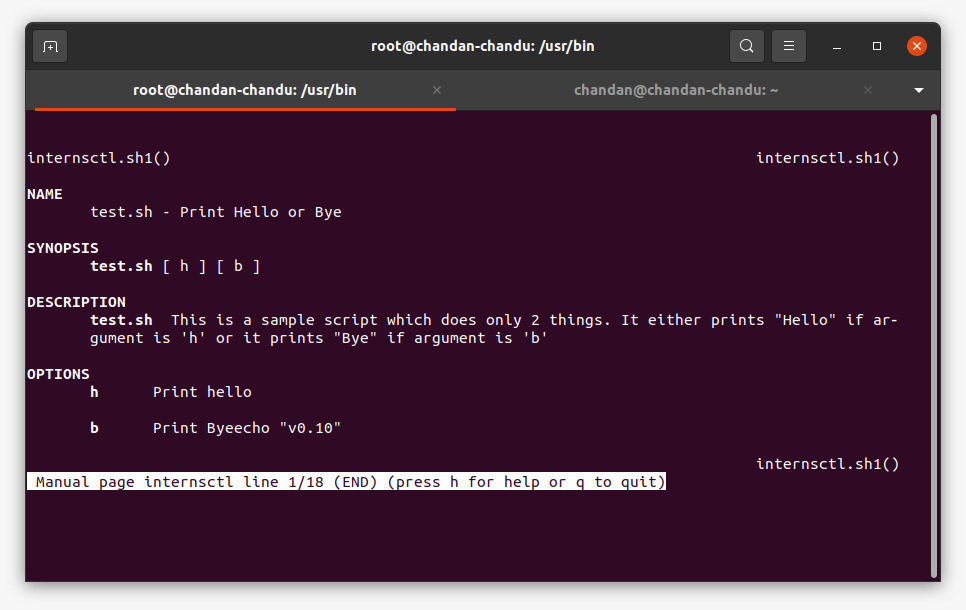 root@chandan-chandu: /usr/bin
root@chandan-chandu: /usr/bin chandan@chandan-chandu: ~
internsctl.sh1() internsctl.sh1()
NAME
test.sh - Print Hello or Bye
SYNOPSIS
test.sh [ h ] [ b ]
DESCRIPTION
test.sh This is a sample script which does only 2 things. It either prints "Hello" if ar-
gument is 'h' or it prints "Bye" if argument is 'b'
OPTIONS
h Print hello
b Print Byeecho "v0.10"
internsctl.sh1()
Manual page internsctl line 1/18 (END) (press h for help or q to quit)